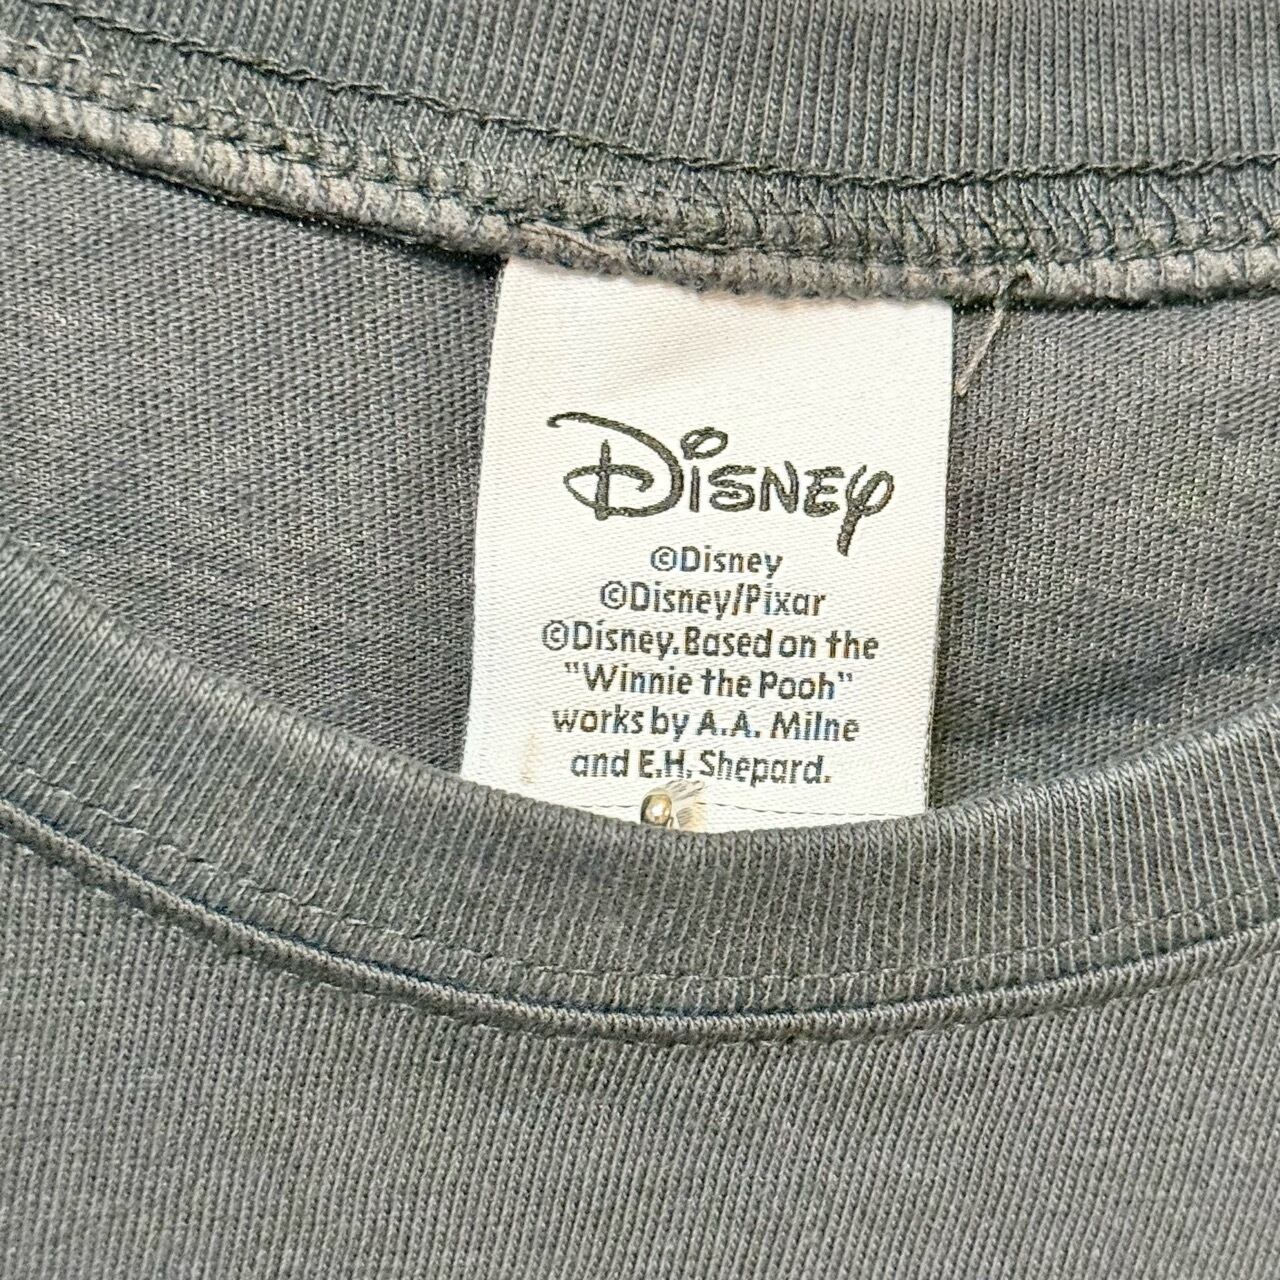 Disney
©Disney
©Disney/Pixar
©Disney. Based on the
"Winnie the Pooh"
works by A.A. Milne
and E.H. Shepard.